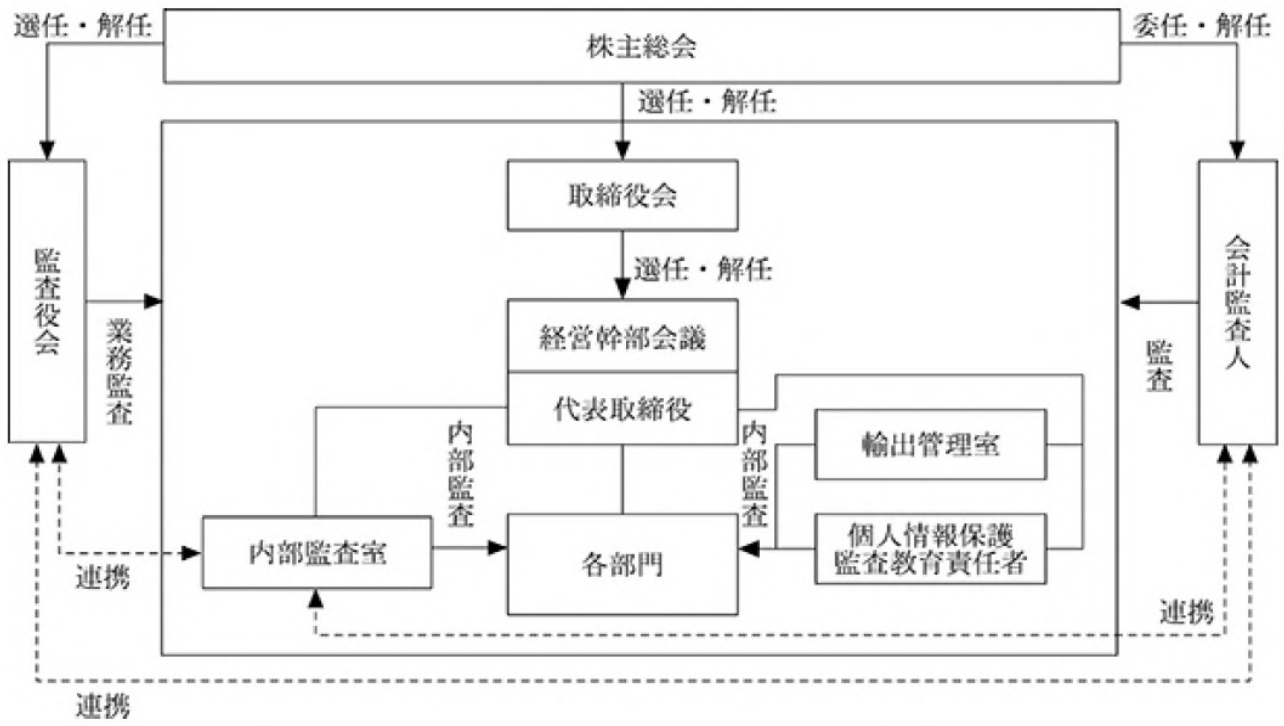 選任・解任
株主総会
委任・解任
選任・解任
取締役会
選任・解任
監査役会
業務監査
経営幹部会議
代表取締役
会計監査人
監査
内部監査
内部監査
輸出管理室
内部監査室
各部門
個人情報保護
監査教育責任者
連携
連携
連携